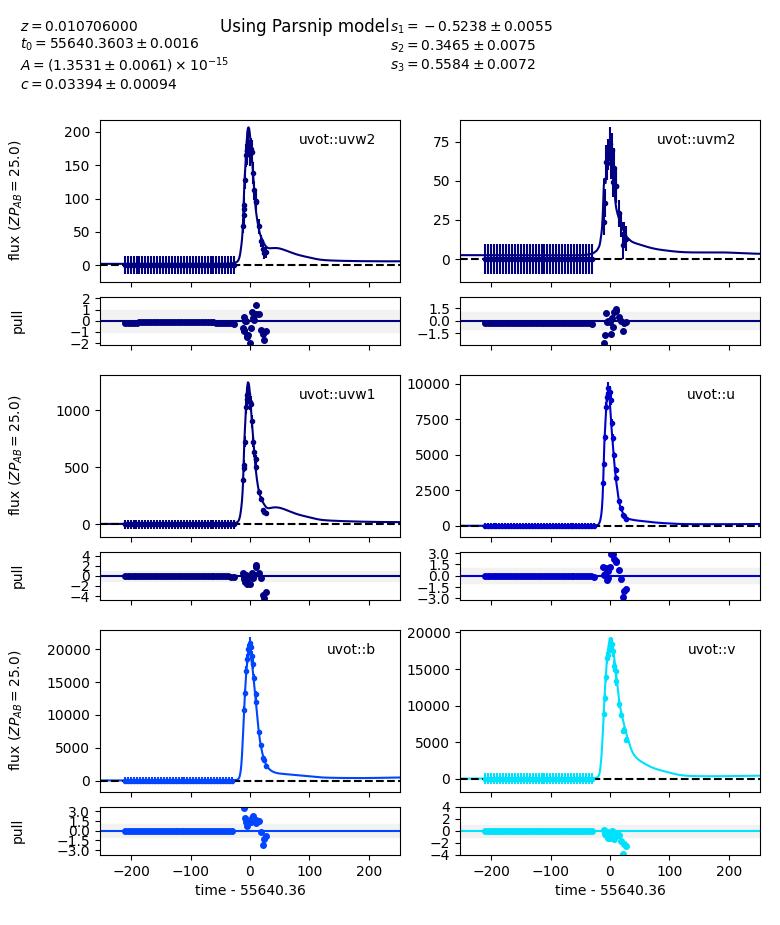 Using Parsnip model
z = 0.010706000
t₀ = 55640.3603 ± 0.0016
A = (1.3531 ± 0.0061) × 10⁻¹⁵
c = 0.03394 ± 0.00094
s₁ = −0.5238 ± 0.0055
s₂ = 0.3465 ± 0.0075
s₃ = 0.5584 ± 0.0072
uvot::uvw2
flux (ZP_AB = 25.0)
200
150
100
50
0
uvot::uvm2
75
50
25
0
pull
2
1
0
−1
−2
1.5
0.0
−1.5
uvot::uvw1
flux (ZP_AB = 25.0)
1000
500
0
uvot::u
10000
7500
5000
2500
0
pull
4
2
0
−2
−4
3.0
1.5
0.0
−1.5
−3.0
uvot::b
flux (ZP_AB = 25.0)
20000
15000
10000
5000
0
uvot::v
20000
15000
10000
5000
0
pull
3.0
1.5
0.0
−1.5
−3.0
4
2
0
−2
−4
−200 −100 0 100 200
time - 55640.36
−200 −100 0 100 200
time - 55640.36